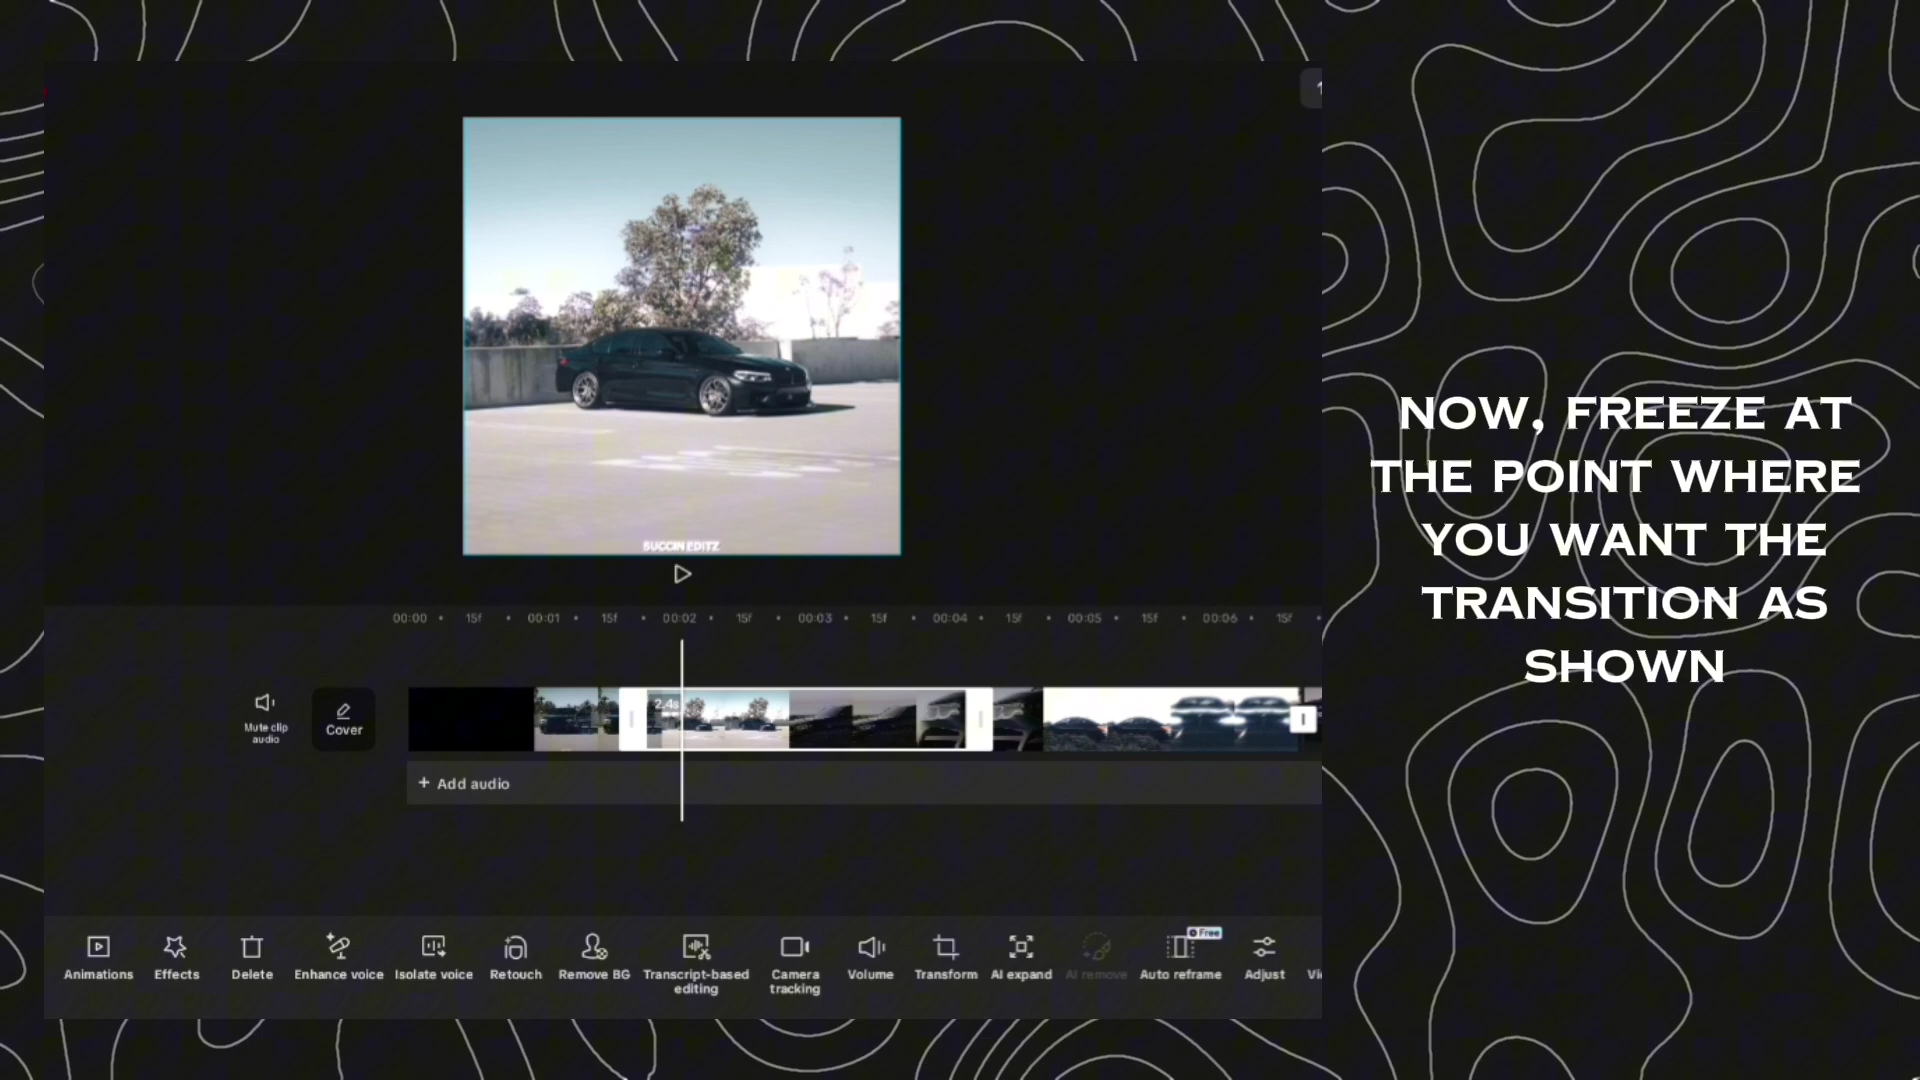 SUCCIN EDITZ
00:00 15f 00:01 15f 00:02 15f 00:03 15f 00:04 15f 00:05 15f 00:06 15f
Mute clip
audio
Cover
2.4s
+ Add audio
Free
Animations
Effects
Delete
Enhance voice
Isolate voice
Retouch
Remove BG
Transcript-based
editing
Camera
tracking
Volume
Transform
AI expand
AI remove
Auto reframe
Adjust
NOW, FREEZE AT
THE POINT WHERE
YOU WANT THE
TRANSITION AS
SHOWN